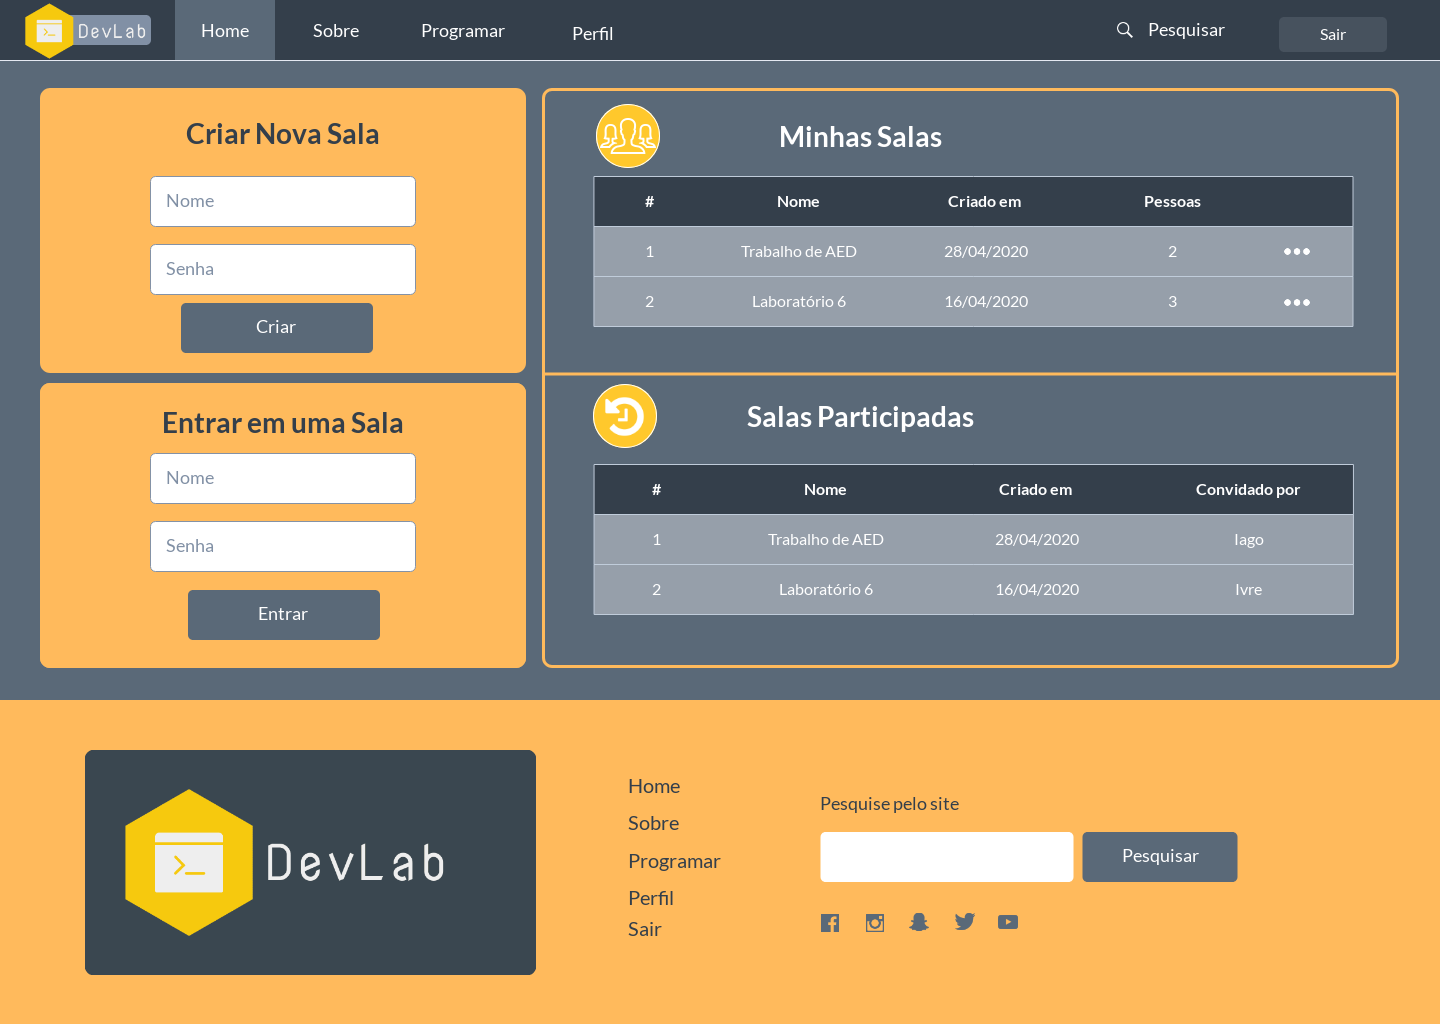 DevLab
Home
Sobre
Programar
Perfil
Pesquisar
Sair
Criar Nova Sala
Nome
Senha
Criar
Entrar em uma Sala
Nome
Senha
Entrar
Minhas Salas
# Nome Criado em Pessoas
1 Trabalho de AED 28/04/2020 2 •••
2 Laboratório 6 16/04/2020 3 •••
Salas Participadas
# Nome Criado em Convidado por
1 Trabalho de AED 28/04/2020 Iago
2 Laboratório 6 16/04/2020 Ivre
DevLab
Home
Sobre
Programar
Perfil
Sair
Pesquise pelo site
Pesquisar